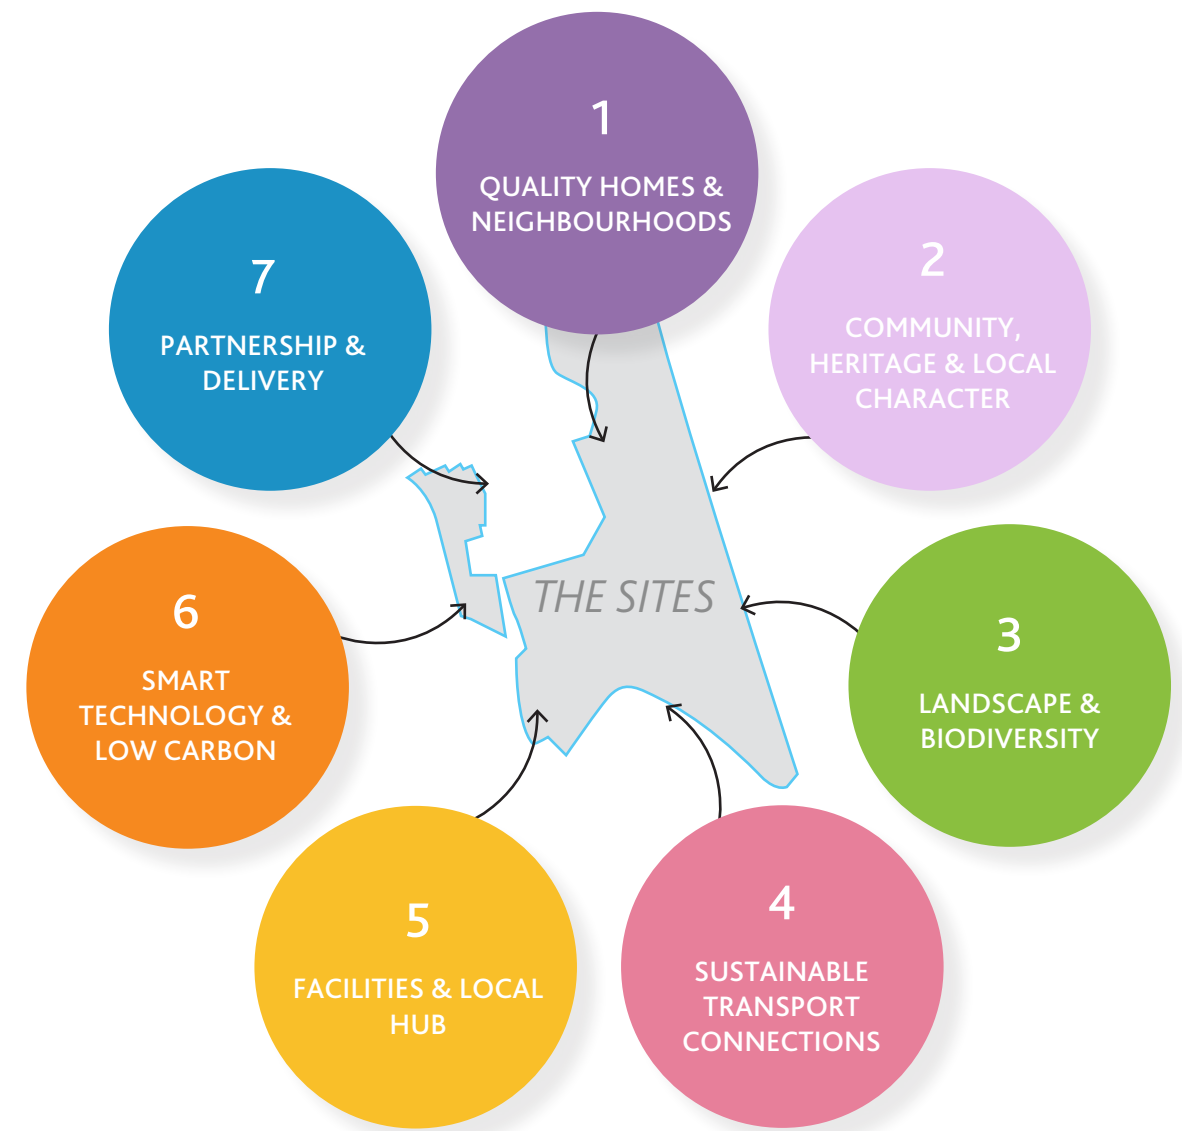 1
QUALITY HOMES &
NEIGHBOURHOODS
2
COMMUNITY,
HERITAGE & LOCAL
CHARACTER
3
LANDSCAPE &
BIODIVERSITY
4
SUSTAINABLE
TRANSPORT
CONNECTIONS
5
FACILITIES & LOCAL
HUB
6
SMART
TECHNOLOGY &
LOW CARBON
7
PARTNERSHIP &
DELIVERY
THE SITES